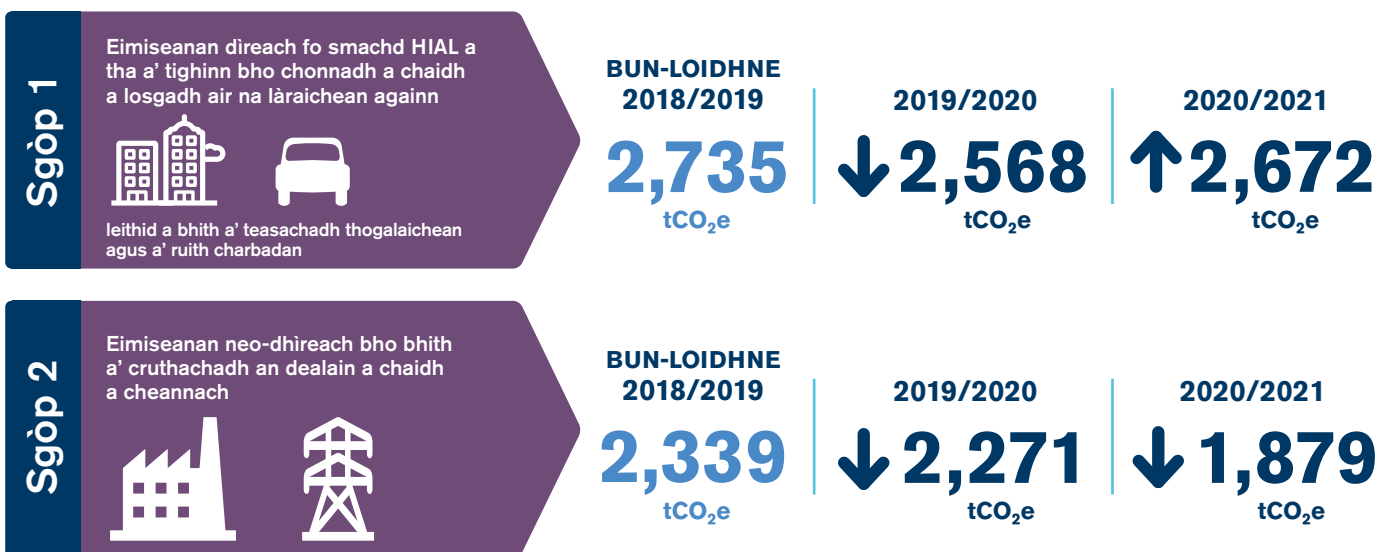 Sgòp 1
Eimiseanan dìreach fo smachd HIAL a
tha a' tighinn bho chonnadh a chaidh
a losgadh air na làraichean againn
leithid a bhith a' teasachadh thogalaichean
agus a' ruith charbadan
BUN-LOIDHNE
2018/2019
2,735
tCO₂e
2019/2020
↓2,568
tCO₂e
2020/2021
↑2,672
tCO₂e
Sgòp 2
Eimiseanan neo-dhìreach bho bhith
a' cruthachadh an dealain a chaidh
a cheannach
BUN-LOIDHNE
2018/2019
2,339
tCO₂e
2019/2020
↓2,271
tCO₂e
2020/2021
↓1,879
tCO₂e